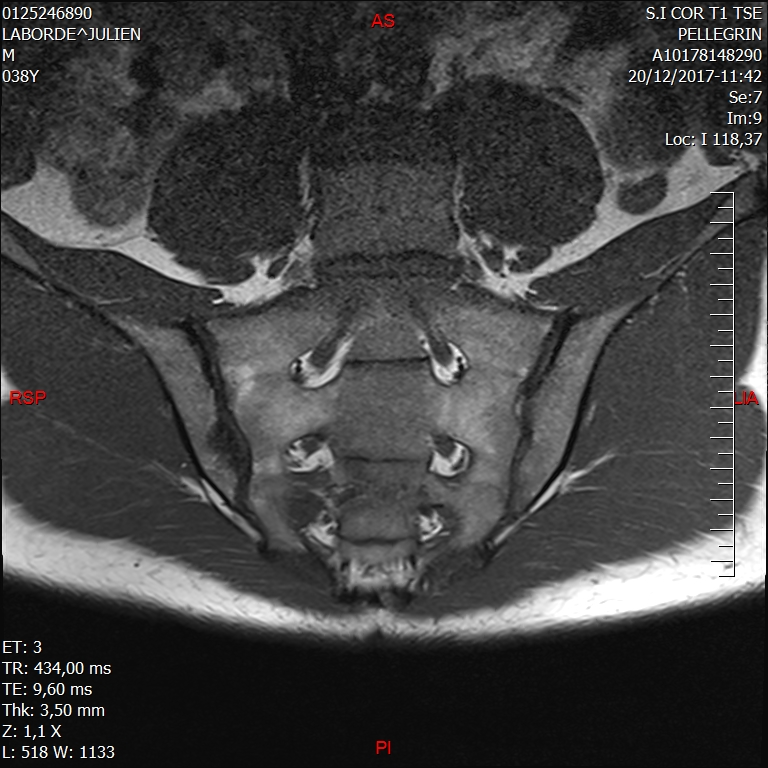 0125246890
LABORDE^JULIEN
M
038Y
AS
S.I COR T1 TSE
PELLEGRIN
A10178148290
20/12/2017-11:42
Se:7
Im:9
Loc: I 118,37
RSP
LIA
ET: 3
TR: 434,00 ms
TE: 9,60 ms
Thk: 3,50 mm
Z: 1,1 X
L: 518 W: 1133
PI